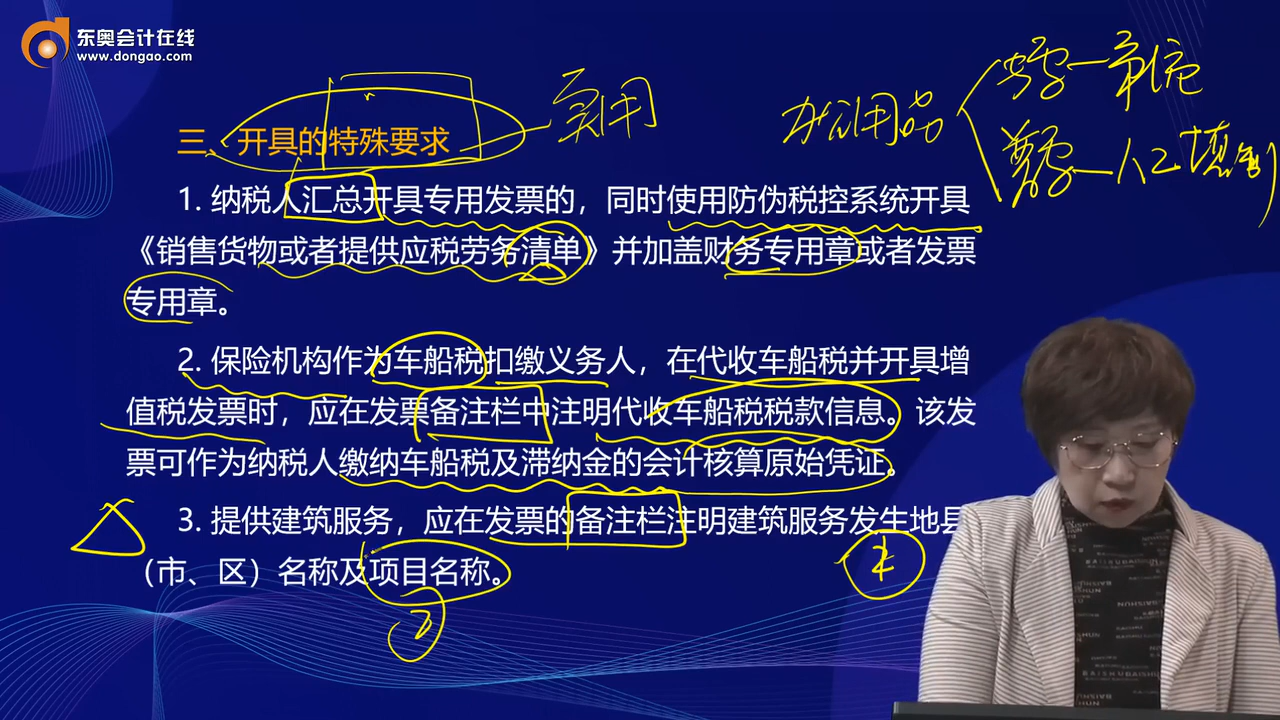 东奥会计在线
www.dongao.com
三、开具的特殊要求
1. 纳税人汇总开具专用发票的，同时使用防伪税控系统开具
《销售货物或者提供应税劳务清单》并加盖财务专用章或者发票
专用章。
2. 保险机构作为车船税扣缴义务人，在代收车船税并开具增
值税发票时，应在发票备注栏中注明代收车船税税款信息。该发
票可作为纳税人缴纳车船税及滞纳金的会计核算原始凭证。
3. 提供建筑服务，应在发票的备注栏注明建筑服务发生地县
（市、区）名称及项目名称。